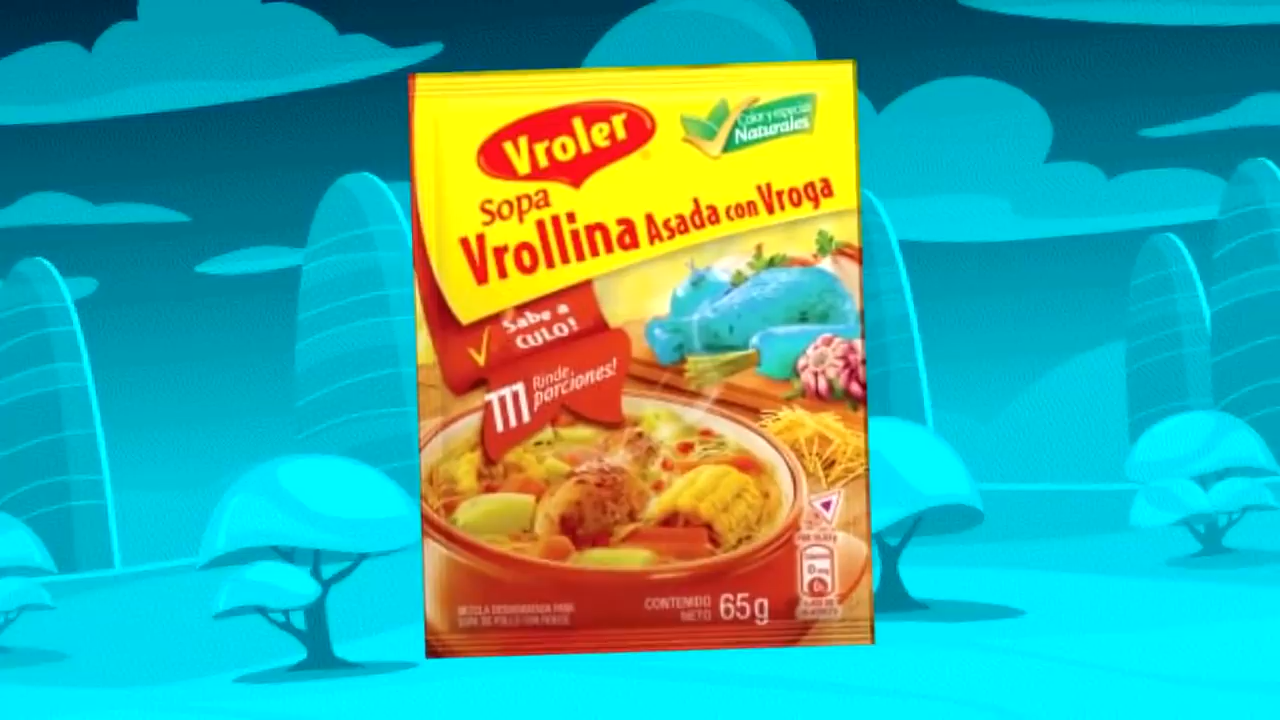 Vroler
Color y especias
Naturales
Sopa
Vrollina Asada con Vroga
Sabe a
CULO!
Rinde
porciones!
CONTENIDO
NETO
65g